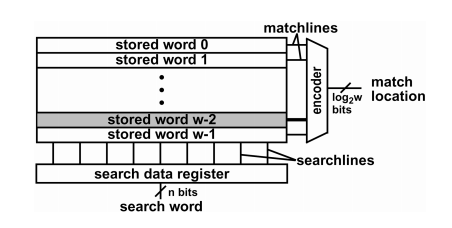 matchlines
stored word 0
stored word 1
encoder
match
location
log₂w
bits
stored word w-2
stored word w-1
searchlines
search data register
n bits
search word